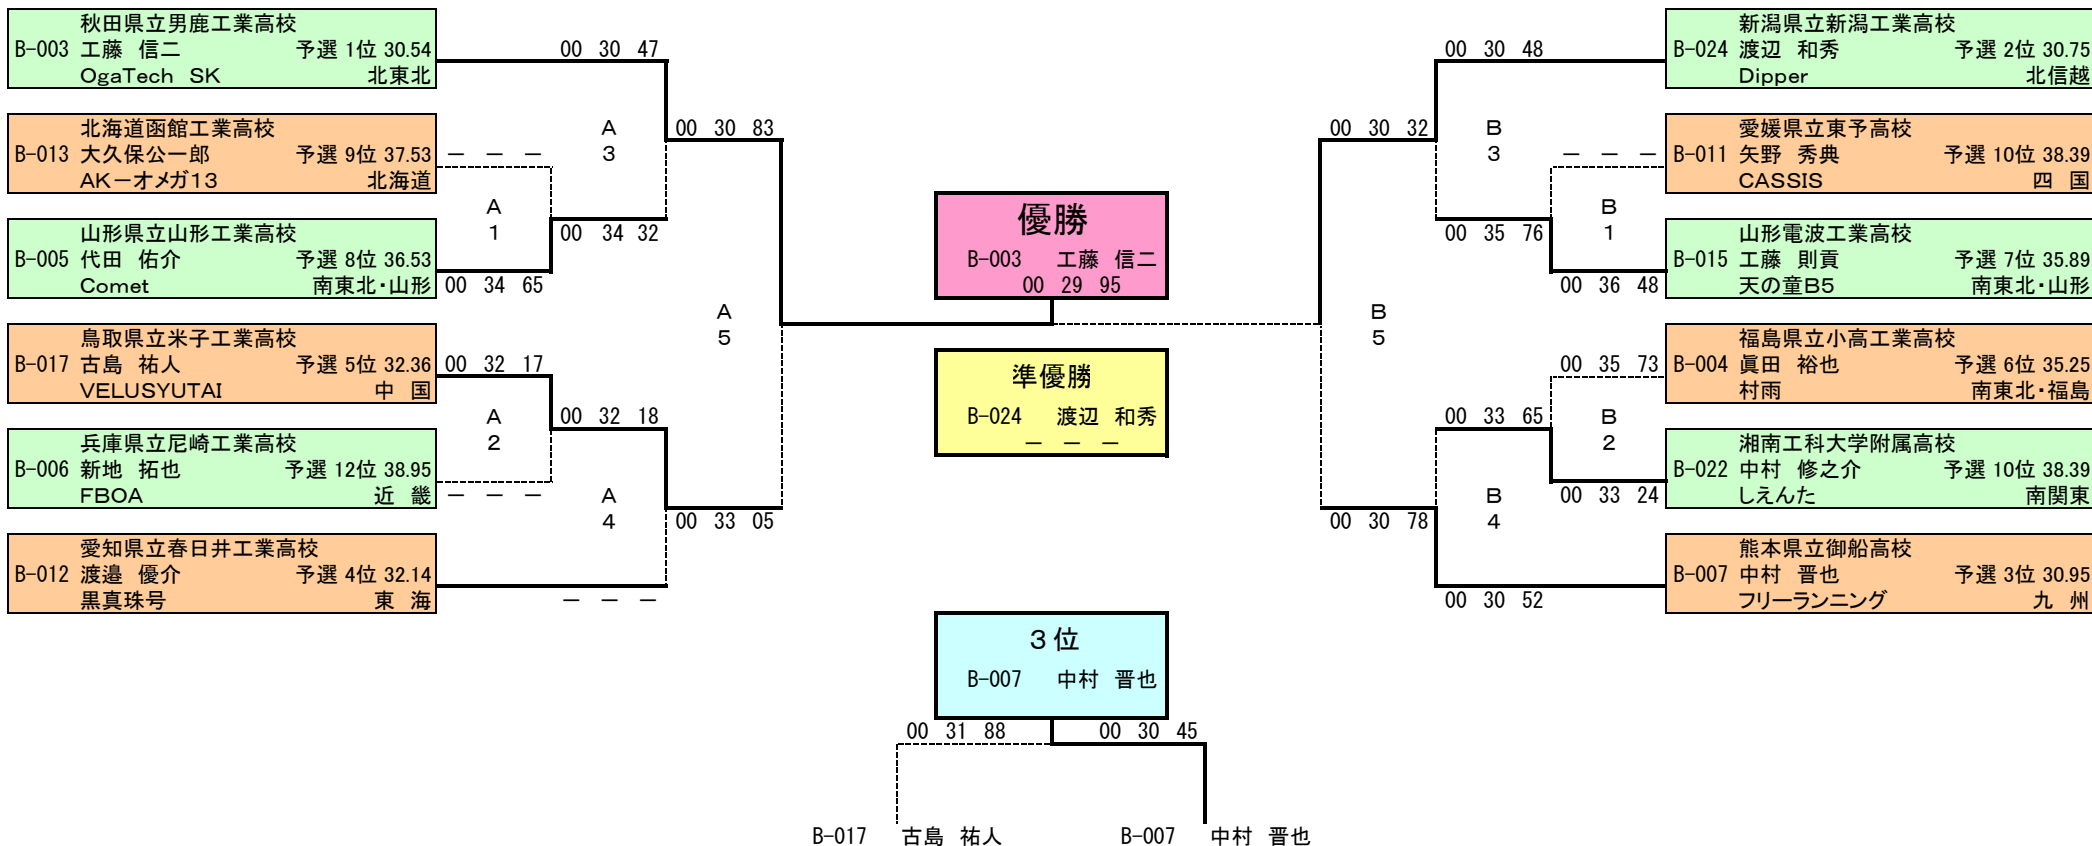 秋田県立男鹿工業高校
B-003 工藤 信二 予選 1位 30.54
OgaTech SK 北東北
00 30 47
北海道函館工業高校
B-013 大久保公一郎 予選 9位 37.53
AK－オメガ13 北海道
－ － －
A
3
00 30 83
A
1
山形県立山形工業高校
B-005 代田 佑介 予選 8位 36.53
Comet 南東北・山形
00 34 65
00 34 32
A
5
鳥取県立米子工業高校
B-017 古島 祐人 予選 5位 32.36
VELUSYUTAI 中 国
00 32 17
A
2
00 32 18
兵庫県立尼崎工業高校
B-006 新地 拓也 予選 12位 38.95
FBOA 近 畿
－ － －
A
4
00 33 05
愛知県立春日井工業高校
B-012 渡邉 優介 予選 4位 32.14
黒真珠号 東 海
－ － －
優勝
B-003 工藤 信二
00 29 95
準優勝
B-024 渡辺 和秀
－ － －
3位
B-007 中村 晋也
00 31 88
00 30 45
B-017 古島 祐人
B-007 中村 晋也
00 30 48
新潟県立新潟工業高校
B-024 渡辺 和秀 予選 2位 30.75
Dipper 北信越
00 30 32
B
3
－ － －
愛媛県立東予高校
B-011 矢野 秀典 予選 10位 38.39
CASSIS 四 国
B
1
00 35 76
00 36 48
山形電波工業高校
B-015 工藤 則貢 予選 7位 35.89
天の童B5 南東北・山形
B
5
00 35 73
福島県立小高工業高校
B-004 眞田 裕也 予選 6位 35.25
村雨 南東北・福島
00 33 65
B
2
00 33 24
湘南工科大学附属高校
B-022 中村 修之介 予選 10位 38.39
しえんた 南関東
B
4
00 30 78
00 30 52
熊本県立御船高校
B-007 中村 晋也 予選 3位 30.95
フリーランニング 九 州